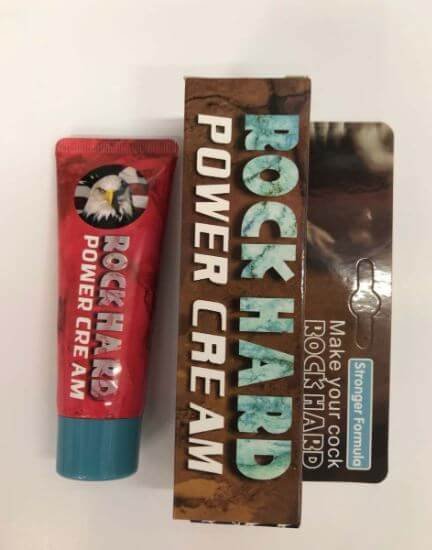 ROCK HARD
POWER CREAM
ROCK HARD
POWER CREAM
Stronger Formula
Make your cock
ROCK HARD